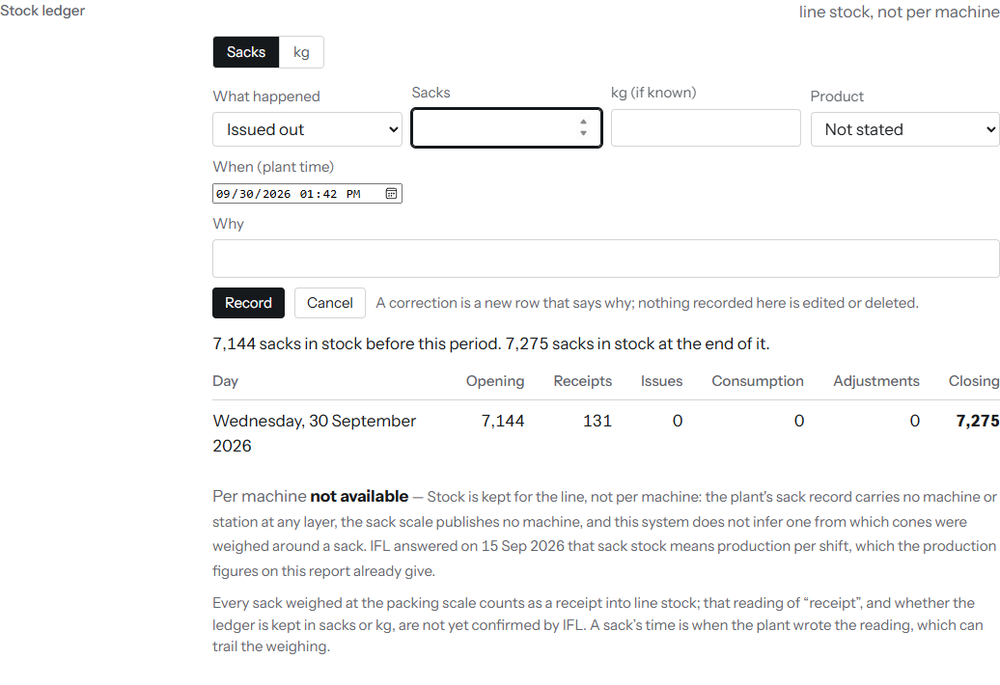 Stock ledger
line stock, not per machine
Sacks kg
What happened Sacks kg (if known) Product
Issued out Not stated
When (plant time)
09/30/2026 01:42 PM
Why
Record Cancel A correction is a new row that says why; nothing recorded here is edited or deleted.
7,144 sacks in stock before this period. 7,275 sacks in stock at the end of it.
Day Opening Receipts Issues Consumption Adjustments Closing
Wednesday, 30 September 7,144 131 0 0 0 7,275
2026
Per machine not available — Stock is kept for the line, not per machine: the plant's sack record carries no machine or
station at any layer, the sack scale publishes no machine, and this system does not infer one from which cones were
weighed around a sack. IFL answered on 15 Sep 2026 that sack stock means production per shift, which the production
figures on this report already give.
Every sack weighed at the packing scale counts as a receipt into line stock; that reading of “receipt”, and whether the
ledger is kept in sacks or kg, are not yet confirmed by IFL. A sack’s time is when the plant wrote the reading, which can
trail the weighing.